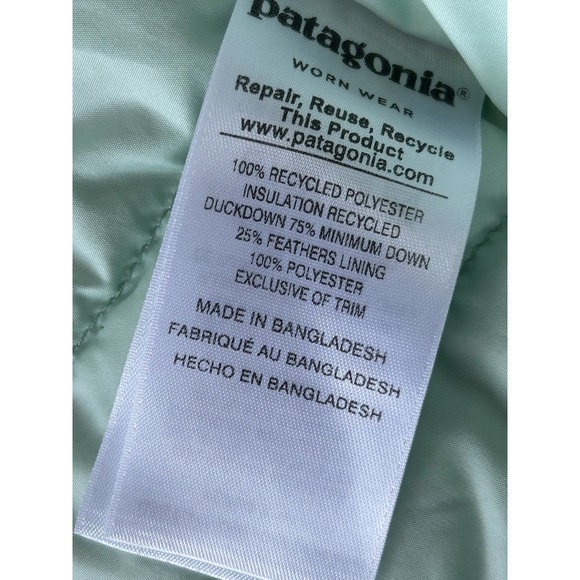 patagonia®
WORN WEAR
Repair, Reuse, Recycle
This Product
www.patagonia.com
100% RECYCLED POLYESTER
INSULATION RECYCLED
DUCKDOWN 75% MINIMUM DOWN
25% FEATHERS LINING
100% POLYESTER
EXCLUSIVE OF TRIM
MADE IN BANGLADESH
FABRIQUÉ AU BANGLADESH
HECHO EN BANGLADESH